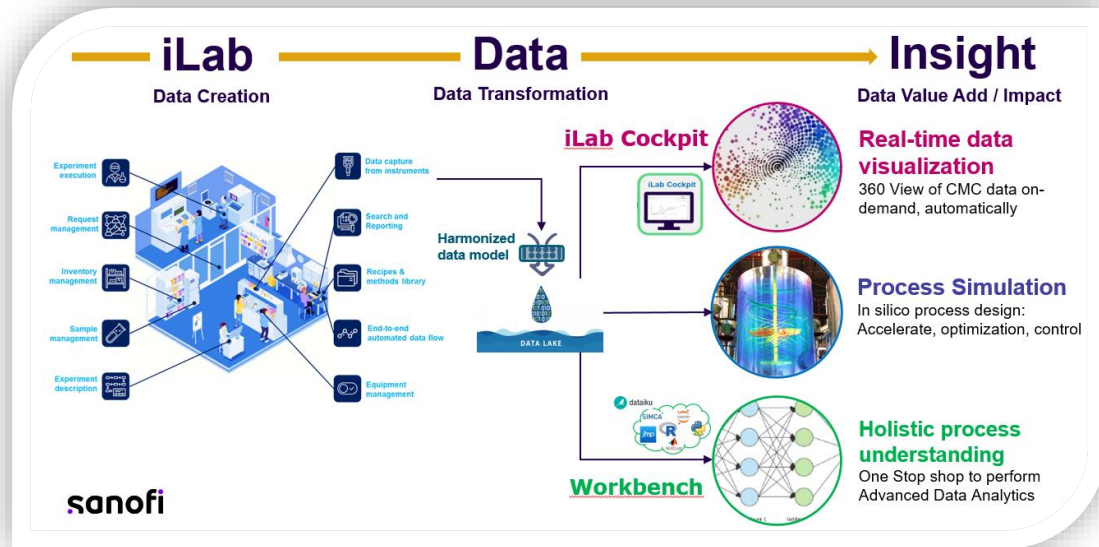 iLab
Data
Insight
Data Creation
Data Transformation
Data Value Add / Impact
Experiment
execution
Request
management
Inventory
management
Sample
management
Experiment
description
Data capture
from instruments
Search and
Reporting
Recipes &
methods library
End-to-end
automated data flow
Equipment
management
Harmonized
data model
DATA LAKE
iLab Cockpit
iLab Cockpit
Real-time data
visualization
360 View of CMC data on-
demand, automatically
Process Simulation
In silico process design:
Accelerate, optimization, control
dataiku
SIMCA
jmp
R
Workbench
Holistic process
understanding
One Stop shop to perform
Advanced Data Analytics
sanofi